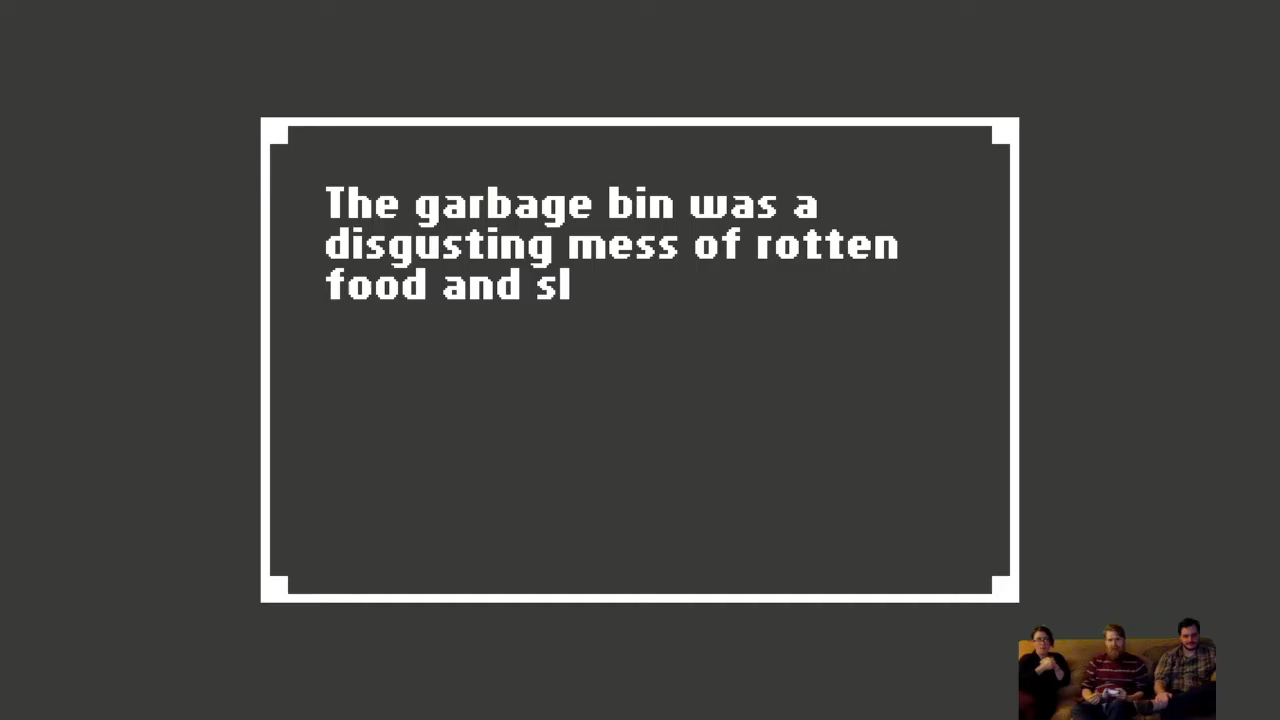 The garbage bin was a
disgusting mess of rotten
food and sl